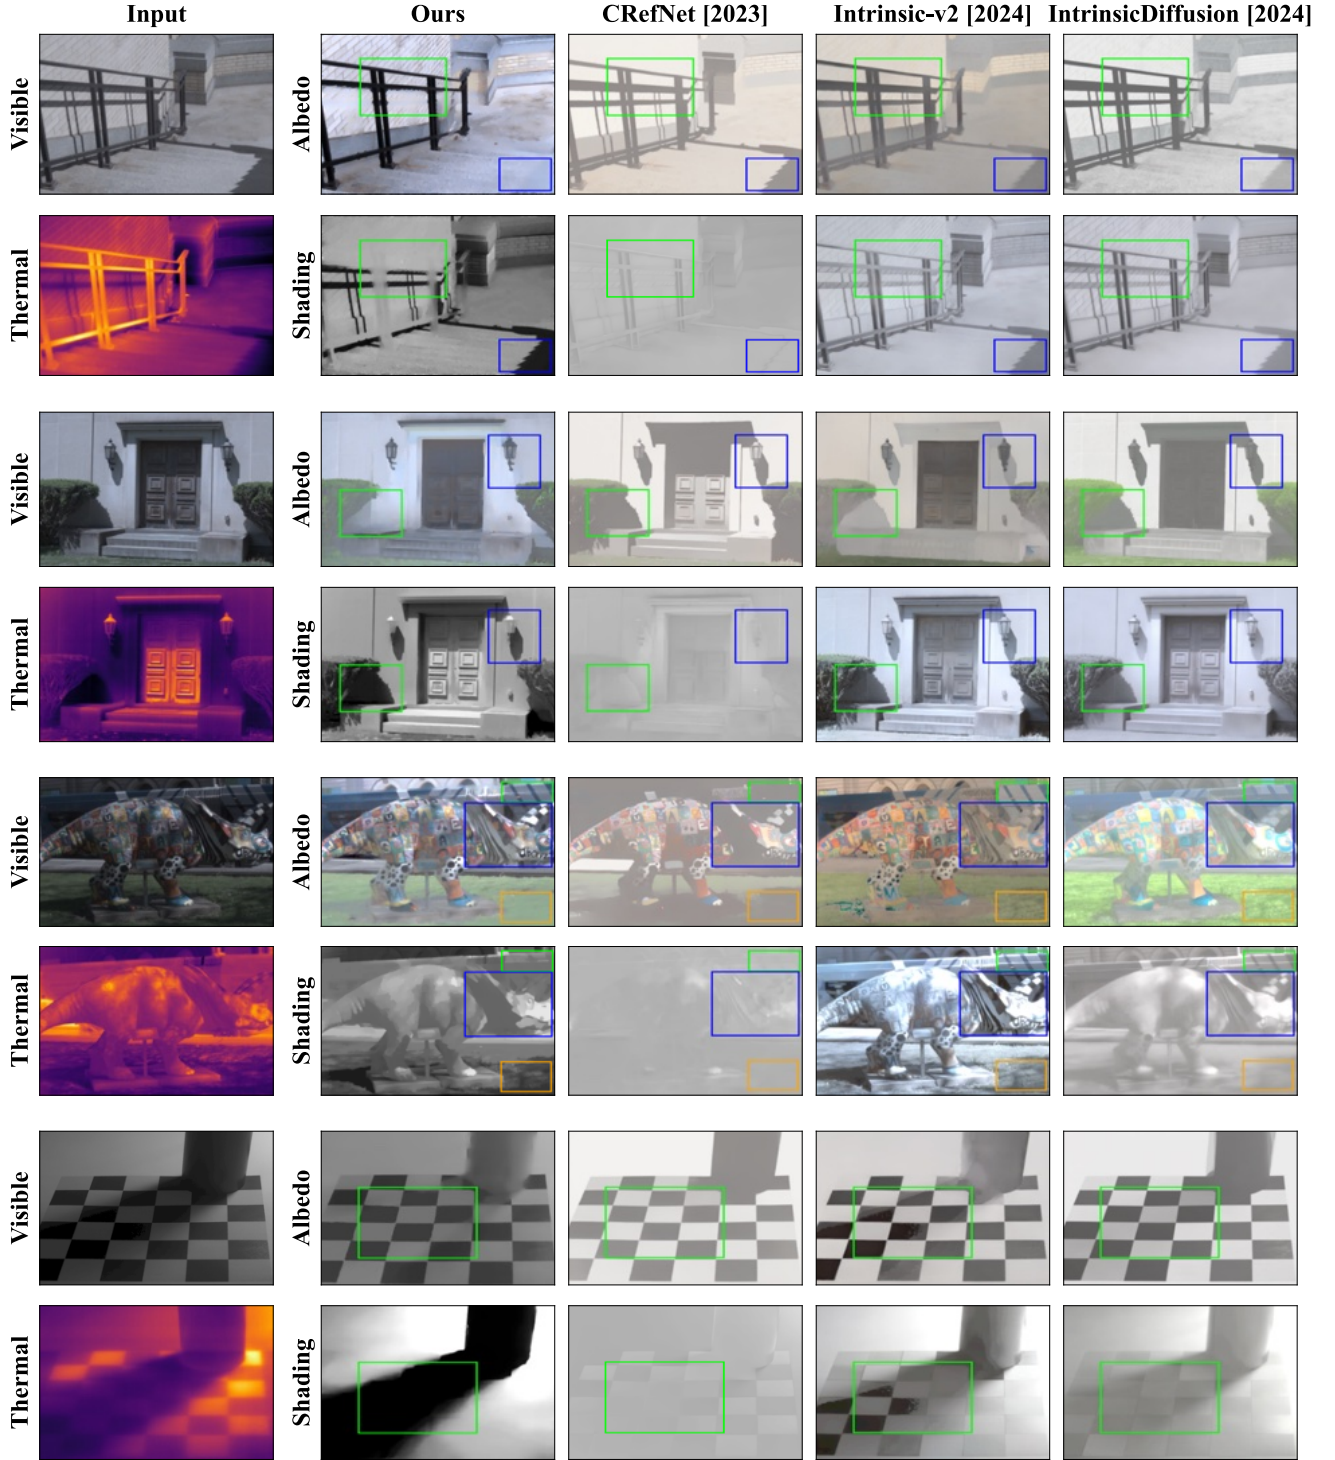 Input Ours CRefNet [2023] Intrinsic-v2 [2024] IntrinsicDiffusion [2024]
Visible Albedo
Thermal Shading
Visible Albedo
Thermal Shading
Visible Albedo
Thermal Shading
Visible Albedo
Thermal Shading